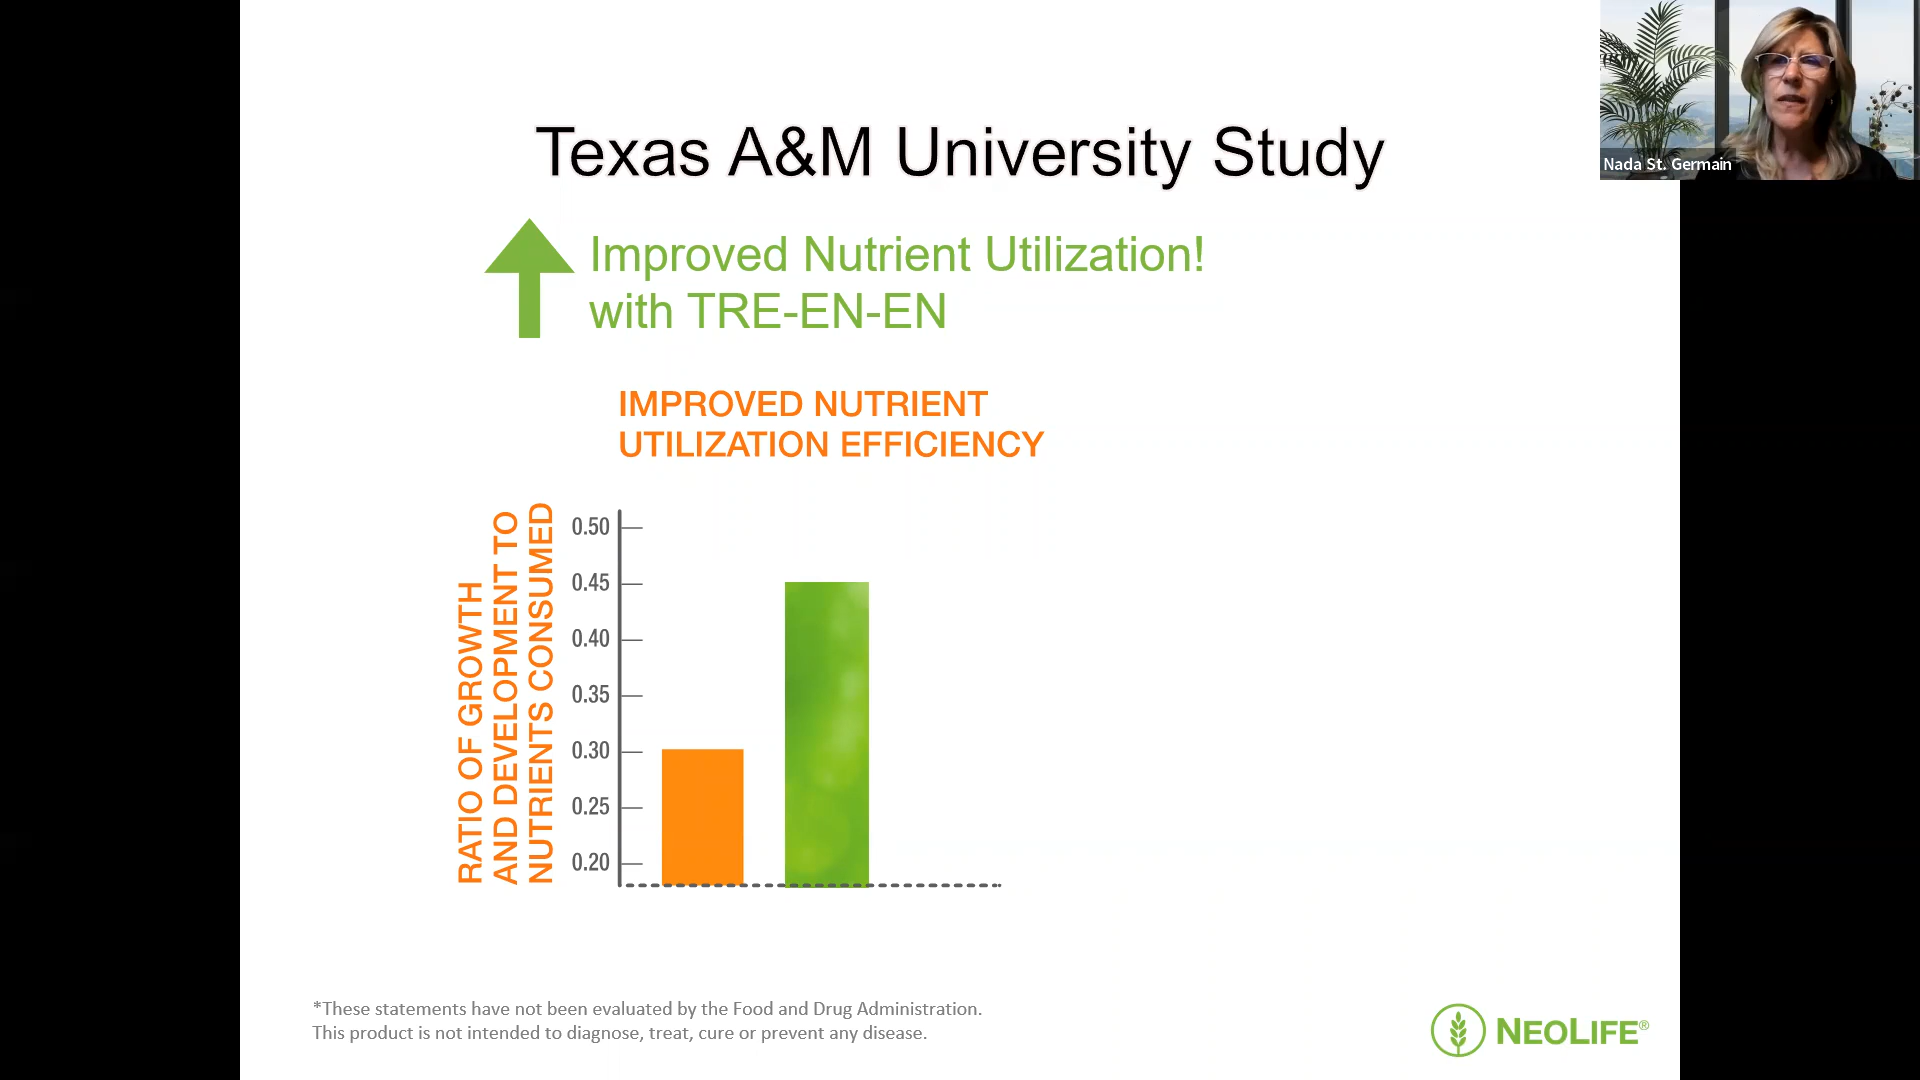 Texas A&M University Study
Nada St. Germain
Improved Nutrient Utilization!
with TRE-EN-EN
IMPROVED NUTRIENT
UTILIZATION EFFICIENCY
RATIO OF GROWTH
AND DEVELOPMENT TO
NUTRIENTS CONSUMED
0.50
0.45
0.40
0.35
0.30
0.25
0.20
*These statements have not been evaluated by the Food and Drug Administration.
This product is not intended to diagnose, treat, cure or prevent any disease.
NEOLIFE®